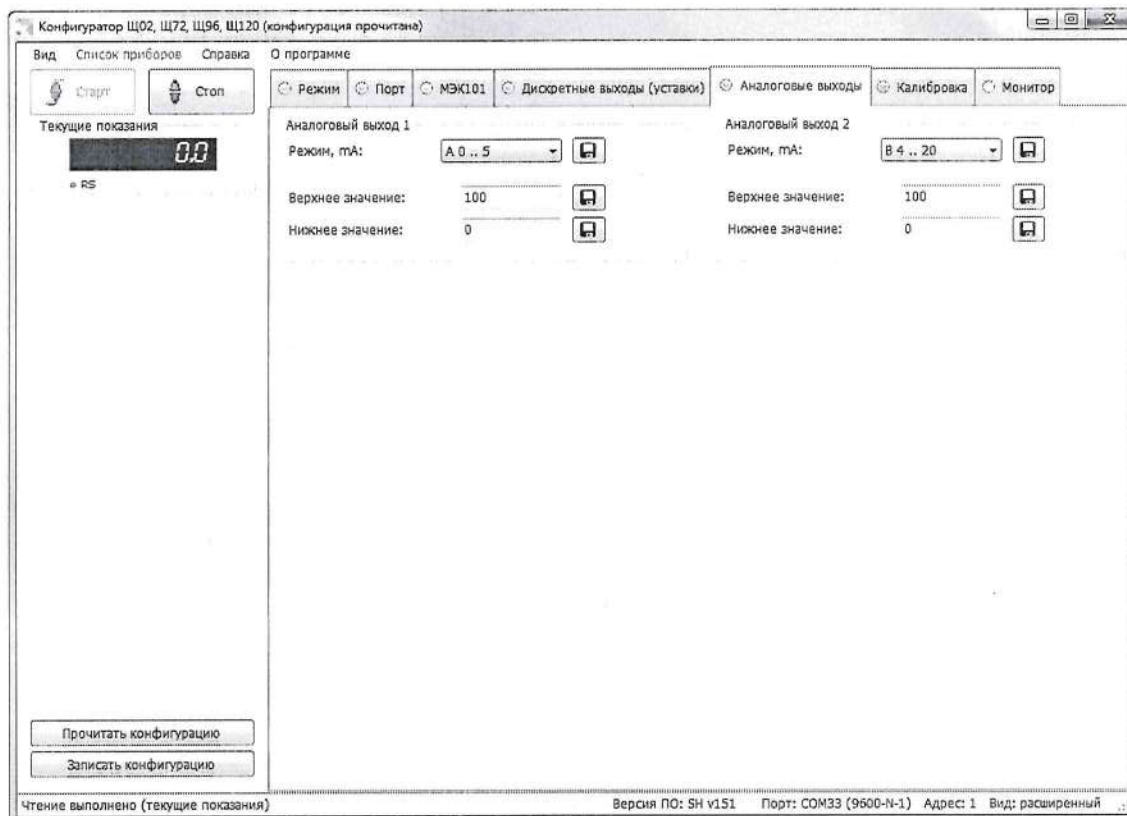 Конфигуратор Щ02, Щ72, Щ96, Щ120 (конфигурация прочитана)
Вид Список приборов Справка О программе
Старт Стоп
Режим Порт МЭК101 Дискретные выходы (уставки) Аналоговые выходы Калибровка Монитор
Текущие показания
0.0
RS
Аналоговый выход 1
Режим, mA: A 0 .. 5
Верхнее значение: 100
Нижнее значение: 0
Аналоговый выход 2
Режим, mA: B 4 .. 20
Верхнее значение: 100
Нижнее значение: 0
Прочитать конфигурацию
Записать конфигурацию
Чтение выполнено (текущие показания) Версия ПО: SH v151 Порт: COM33 (9600-N-1) Адрес: 1 Вид: расширенный